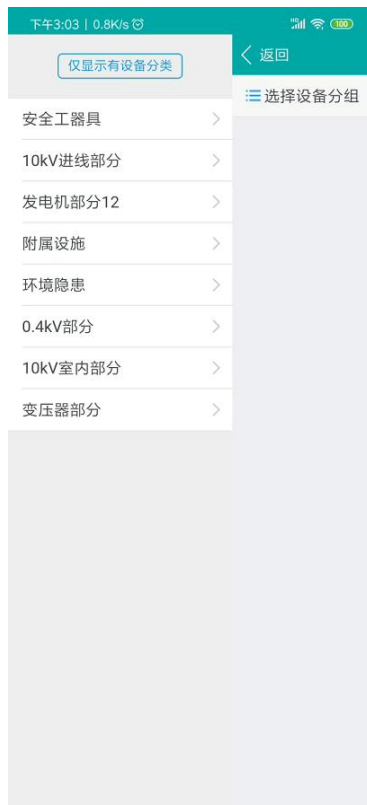 下午3:03 | 0.8K/s
HD
100
仅显示有设备分类
返回
选择设备分组
安全工器具
10kV进线部分
发电机部分12
附属设施
环境隐患
0.4kV部分
10kV室内部分
变压器部分